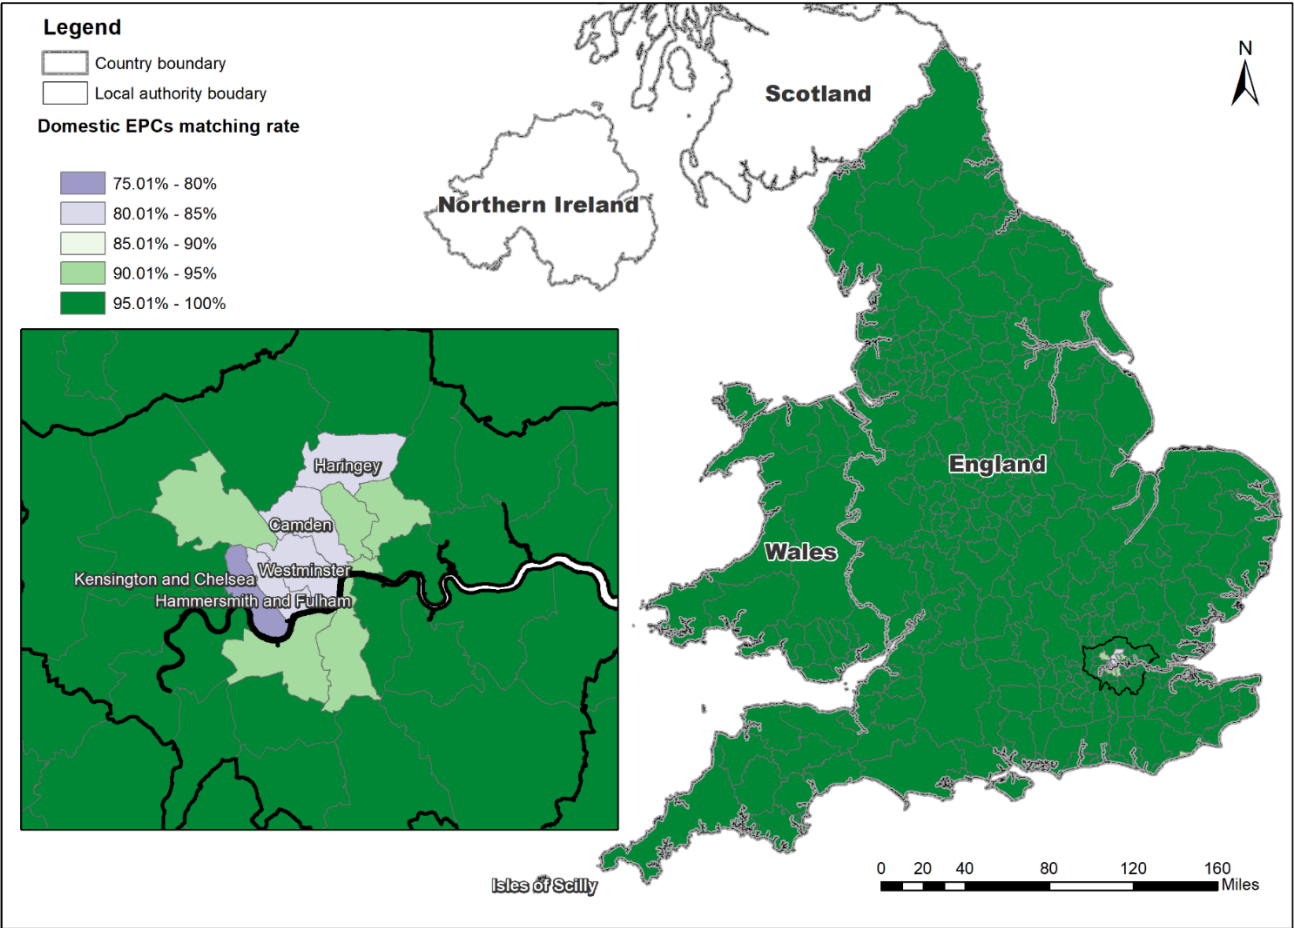 Legend
Country boundary
Local authority boudary
Domestic EPCs matching rate
75.01% - 80%
80.01% - 85%
85.01% - 90%
90.01% - 95%
95.01% - 100%
N
Scotland
Northern Ireland
England
Wales
Haringey
Camden
Westminster
Kensington and Chelsea
Hammersmith and Fulham
Isles of Scilly
0 20 40 80 120 160
Miles